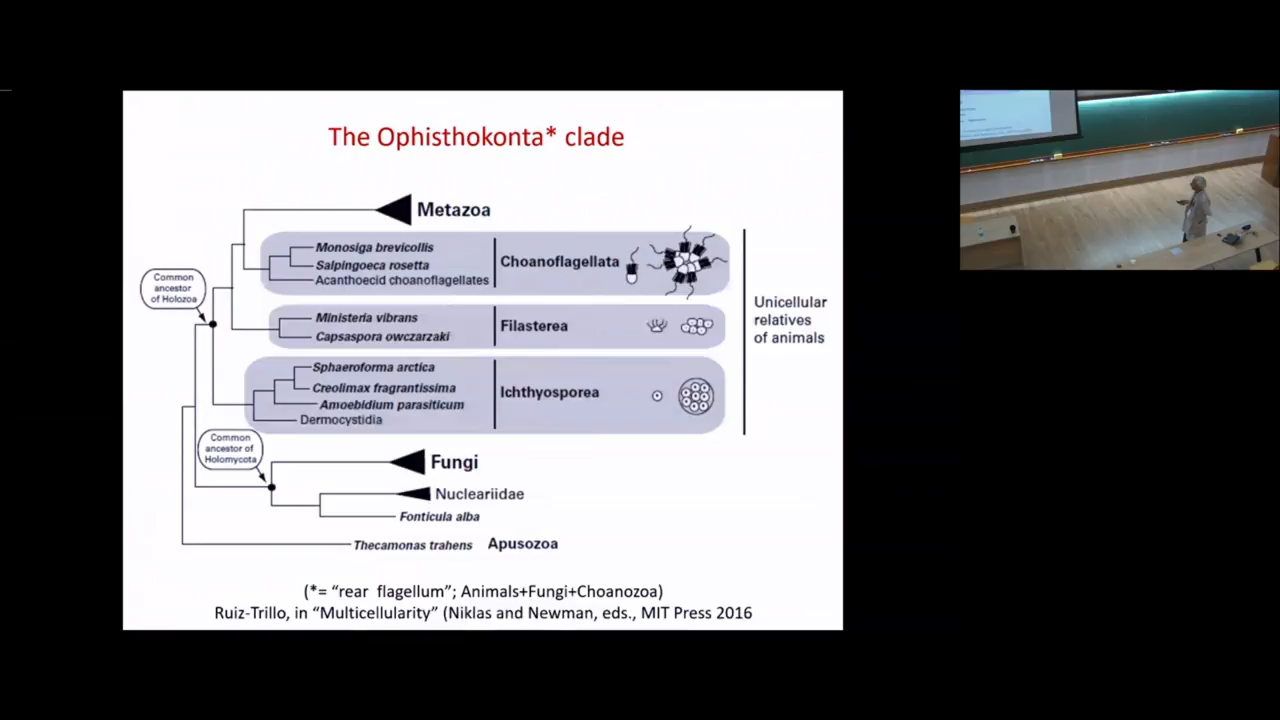 The Ophisthokonta* clade
Metazoa
Monosiga brevicollis
Salpingoeca rosetta
Acanthoecid choanoflagellates
Choanoflagellata
Common
ancestor
of Holozoa
Ministeria vibrans
Capsaspora owczarzaki
Filasterea
Unicellular
relatives
of animals
Sphaeroforma arctica
Creolimax fragrantissima
Amoebidium parasiticum
Dermocystidia
Ichthyosporea
Common
ancestor of
Holomycota
Fungi
Nucleariidae
Fonticula alba
Thecamonas trahens Apusozoa
(*= “rear flagellum”; Animals+Fungi+Choanozoa)
Ruiz-Trillo, in “Multicellularity” (Niklas and Newman, eds., MIT Press 2016